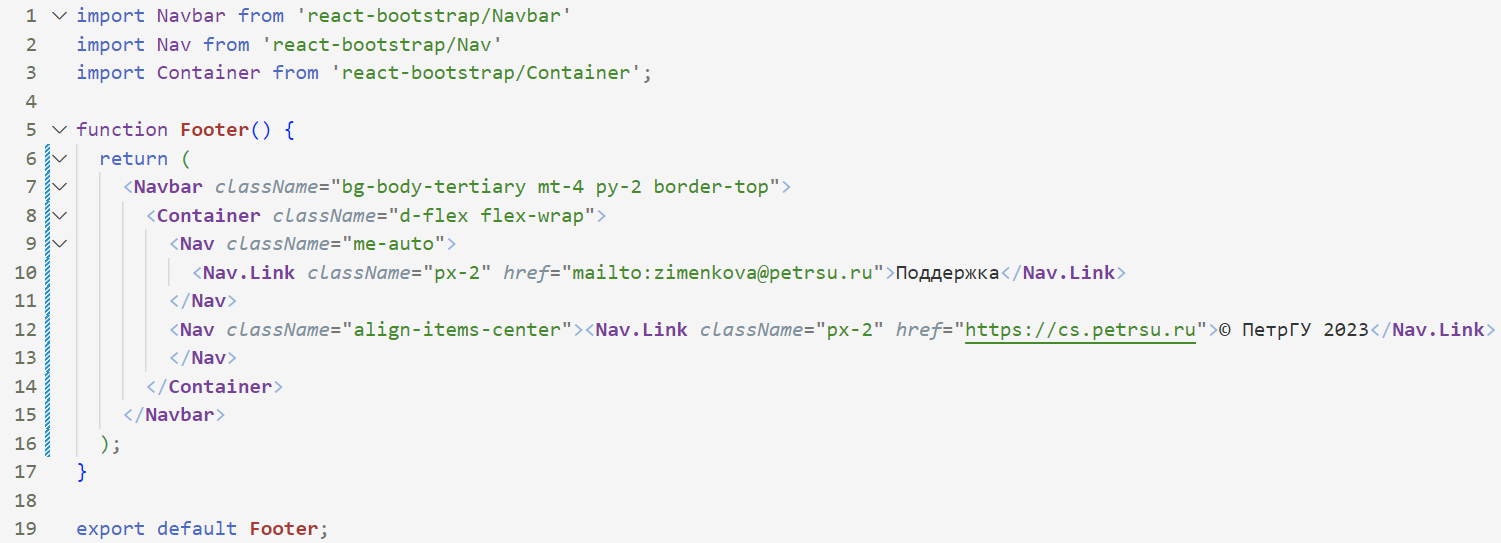 1 import Navbar from 'react-bootstrap/Navbar'
2 import Nav from 'react-bootstrap/Nav'
3 import Container from 'react-bootstrap/Container';
4
5 function Footer() {
6   return (
7     <Navbar className="bg-body-tertiary mt-4 py-2 border-top">
8       <Container className="d-flex flex-wrap">
9         <Nav className="me-auto">
10           <Nav.Link className="px-2" href="mailto:zimenkova@petrsu.ru">Поддержка</Nav.Link>
11         </Nav>
12         <Nav className="align-items-center"><Nav.Link className="px-2" href="https://cs.petrsu.ru">© ПетрГУ 2023</Nav.Link>
13         </Nav>
14       </Container>
15     </Navbar>
16   );
17 }
18
19 export default Footer;